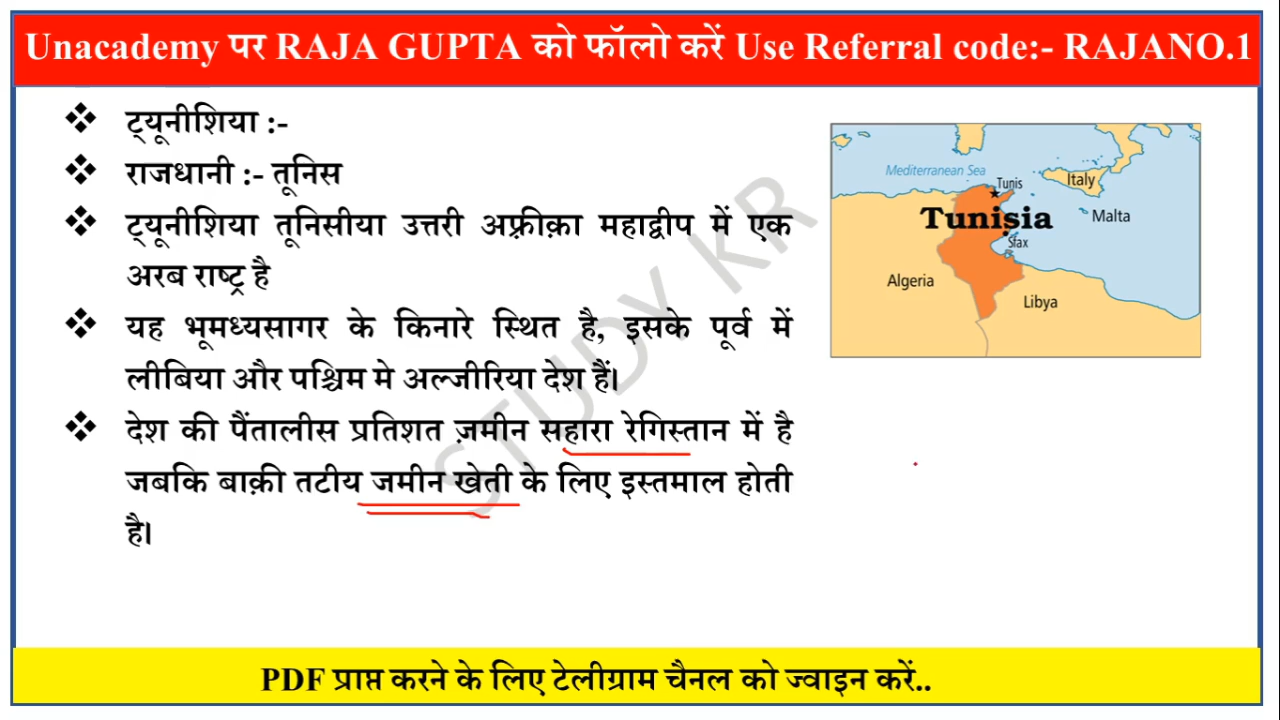 Unacademy पर RAJA GUPTA को फॉलो करें Use Referral code:- RAJANO.1
ट्यूनीशिया :-
राजधानी :- तूनिस
ट्यूनीशिया तूनिसीया उत्तरी अफ़्रीक़ा महाद्वीप में एक
अरब राष्ट्र है
यह भूमध्यसागर के किनारे स्थित है, इसके पूर्व में
लीबिया और पश्चिम मे अल्जीरिया देश हैं।
देश की पैंतालीस प्रतिशत ज़मीन सहारा रेगिस्तान में है
जबकि बाक़ी तटीय जमीन खेती के लिए इस्तमाल होती
है।
Mediterranean Sea
Tunis
Italy
Tunisia
Malta
Sfax
Algeria
Libya
STUDY KR
PDF प्राप्त करने के लिए टेलीग्राम चैनल को ज्वाइन करें..